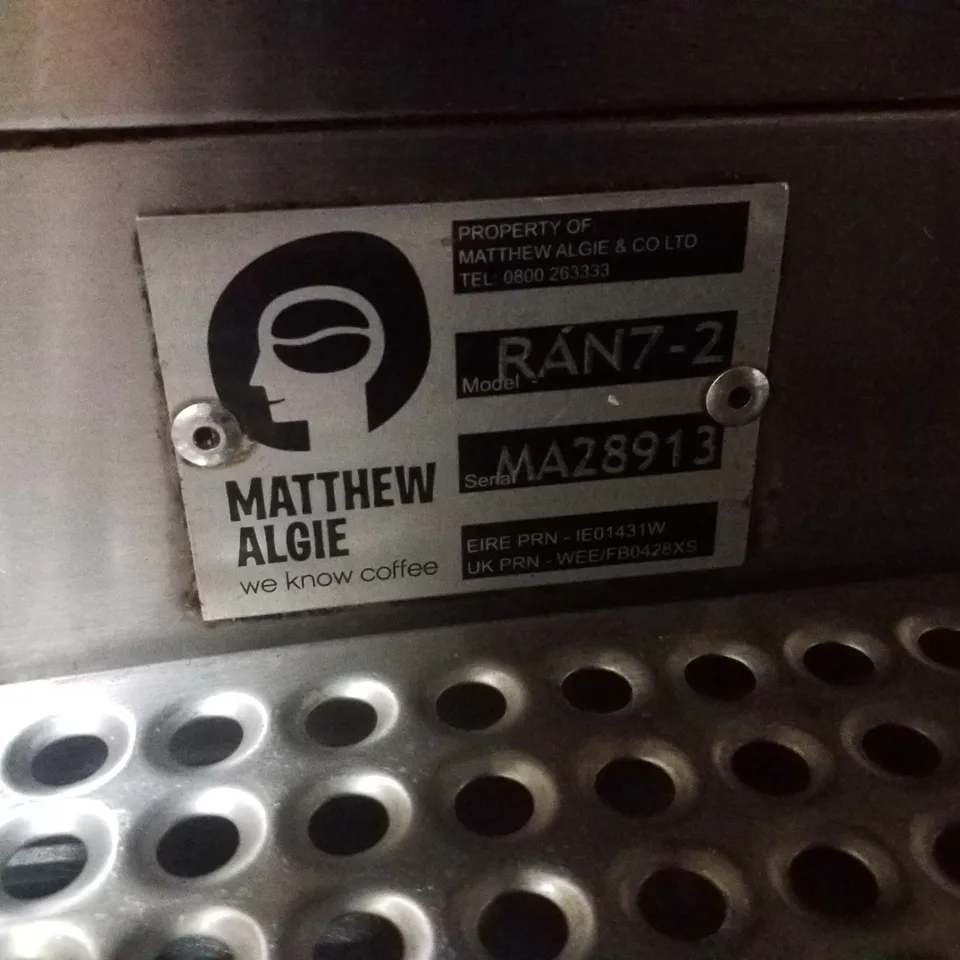 PROPERTY OF
MATTHEW ALGIE & CO LTD
TEL: 0800 263333
Model - RÁN7-2
Serial MA28913
EIRE PRN - IE01431W
UK PRN - WEE/FB0428XS
MATTHEW
ALGIE
we know coffee